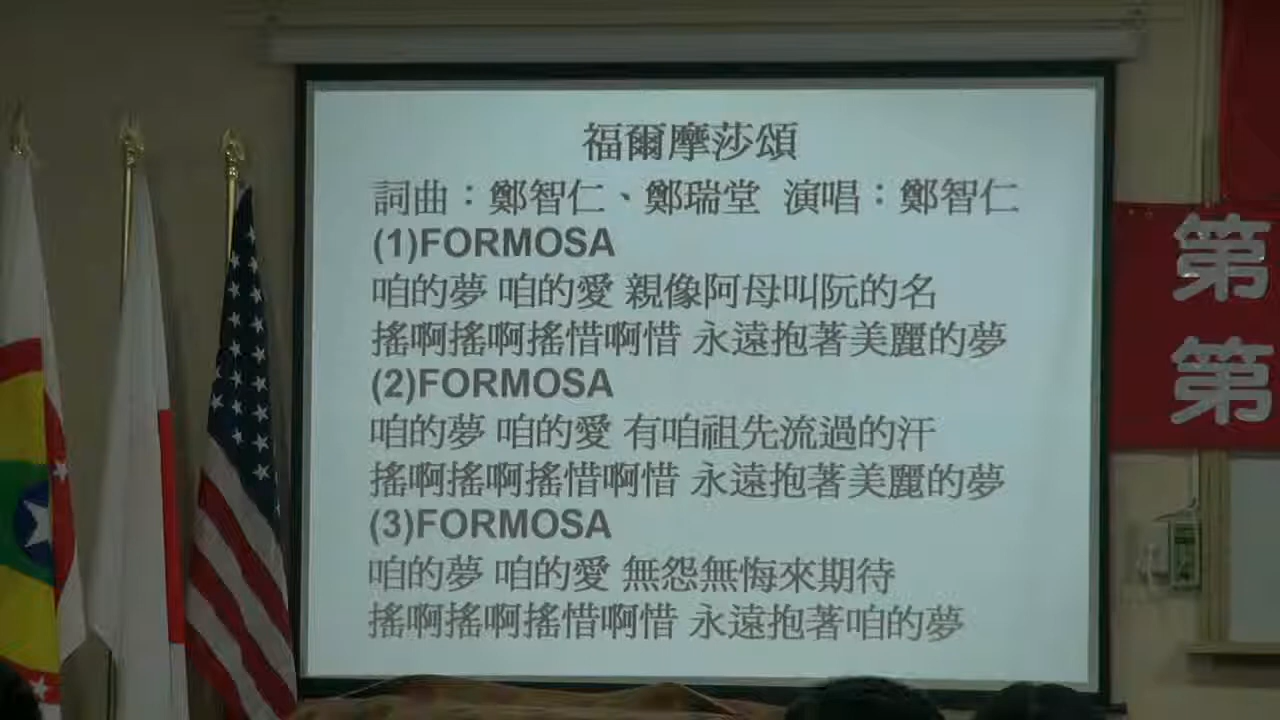 福爾摩莎頌
詞曲：鄭智仁、鄭瑞堂 演唱：鄭智仁
(1)FORMOSA
咱的夢 咱的愛 親像阿母叫阮的名
搖啊搖啊搖惜啊惜 永遠抱著美麗的夢
(2)FORMOSA
咱的夢 咱的愛 有咱祖先流過的汗
搖啊搖啊搖惜啊惜 永遠抱著美麗的夢
(3)FORMOSA
咱的夢 咱的愛 無怨無悔來期待
搖啊搖啊搖惜啊惜 永遠抱著咱的夢
第
第